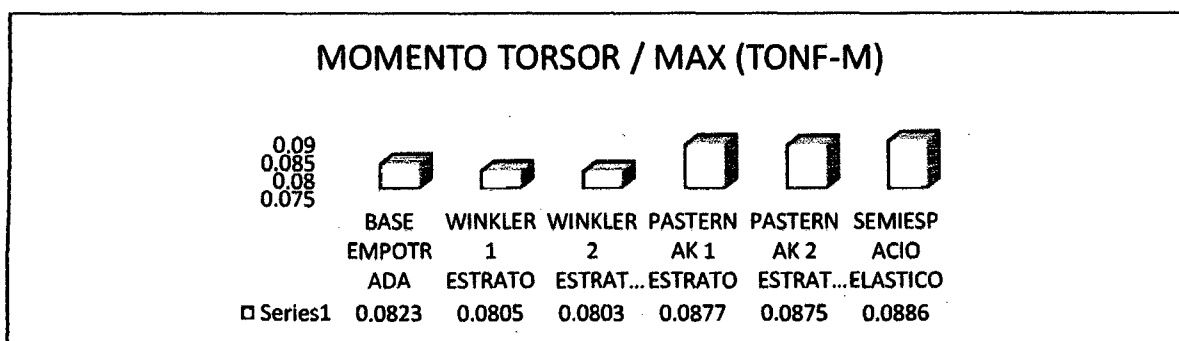 MOMENTO TORSOR / MAX (TONF-M)
0.09
0.085
0.08
0.075
BASE WINKLER WINKLER PASTERN PASTERN SEMIESP
EMPOTR 1 2 AK 1 AK 2 ACIO
ADA ESTRATO ESTRAT... ESTRATO ESTRAT... ELASTICO
Series1 0.0823 0.0805 0.0803 0.0877 0.0875 0.0886